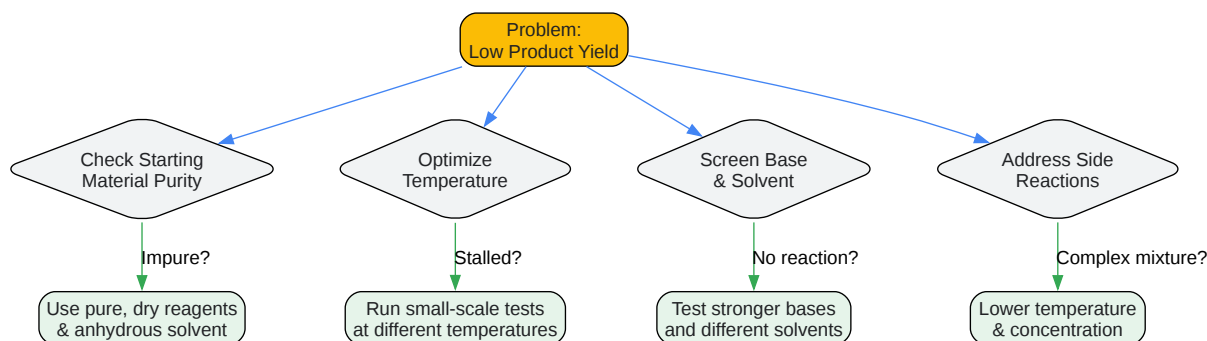 Problem:
Low Product Yield
Check Starting
Material Purity
Optimize
Temperature
Screen Base
& Solvent
Address Side
Reactions
Impure?
Stalled?
No reaction?
Complex mixture?
Use pure, dry reagents
& anhydrous solvent
Run small-scale tests
at different temperatures
Test stronger bases
and different solvents
Lower temperature
& concentration